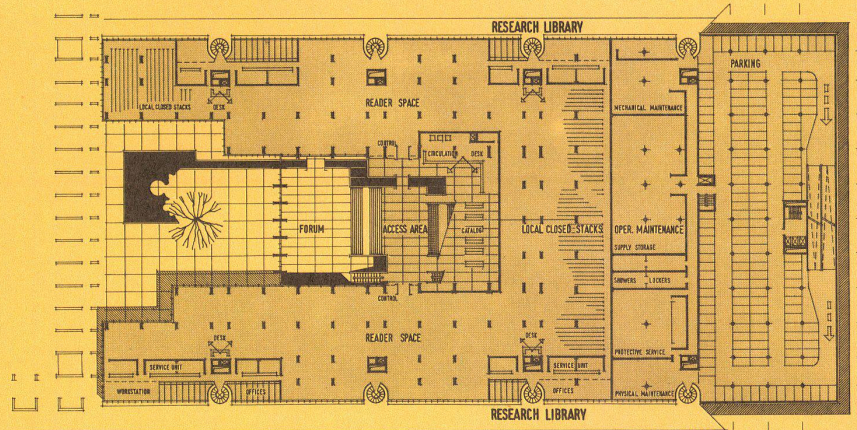 RESEARCH LIBRARY
PARKING
LOCAL CLOSED STACKS
DESK
READER SPACE
MECHANICAL MAINTENANCE
CONTROL
CIRCULATION DESK
FORUM
ACCESS AREA
CATALOG
LOCAL CLOSED STACKS
OPER. MAINTENANCE
SUPPLY STORAGE
SHOWERS LOCKERS
CONTROL
DESK
READER SPACE
DESK
PROTECTIVE SERVICE
SERVICE UNIT
SERVICE UNIT
WORKSTATION
OFFICES
OFFICES
PHYSICAL MAINTENANCE
RESEARCH LIBRARY